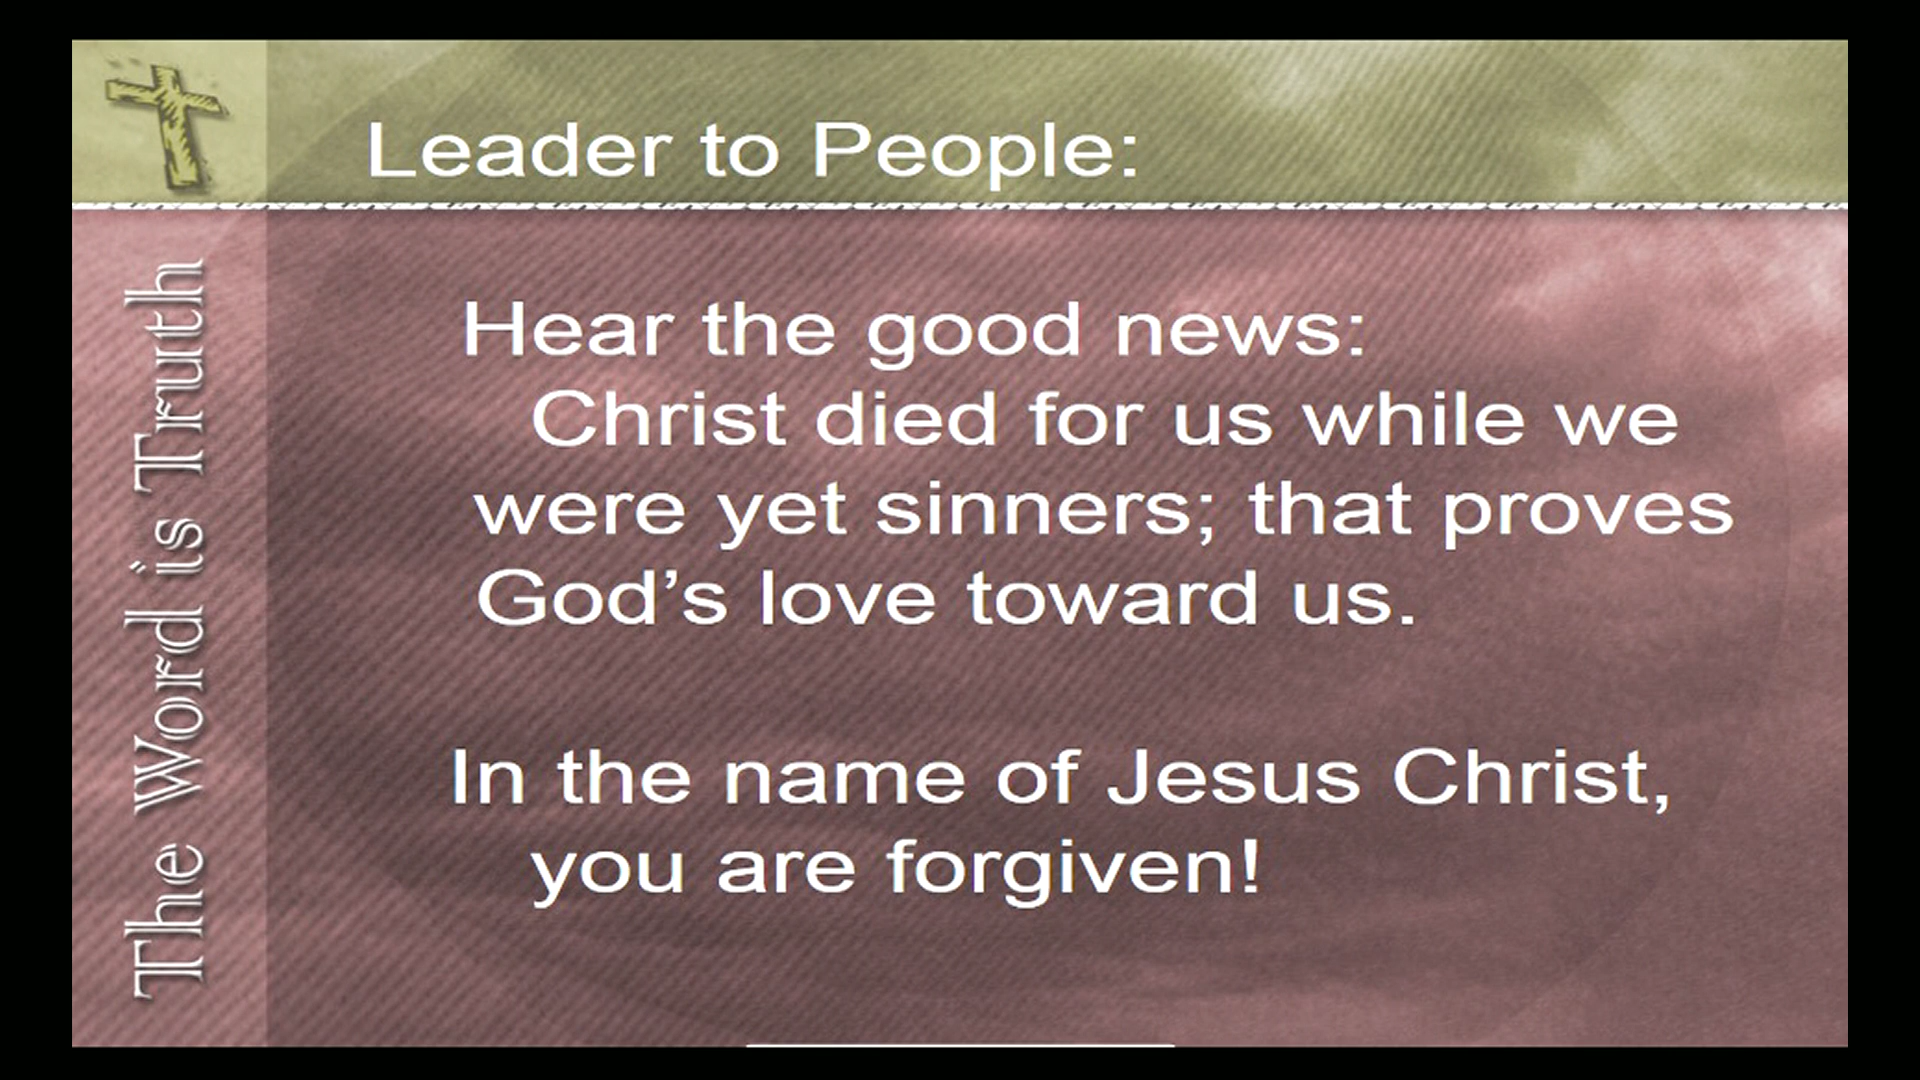 Leader to People:
The Word is Truth
Hear the good news:
Christ died for us while we
were yet sinners; that proves
God’s love toward us.
In the name of Jesus Christ,
you are forgiven!